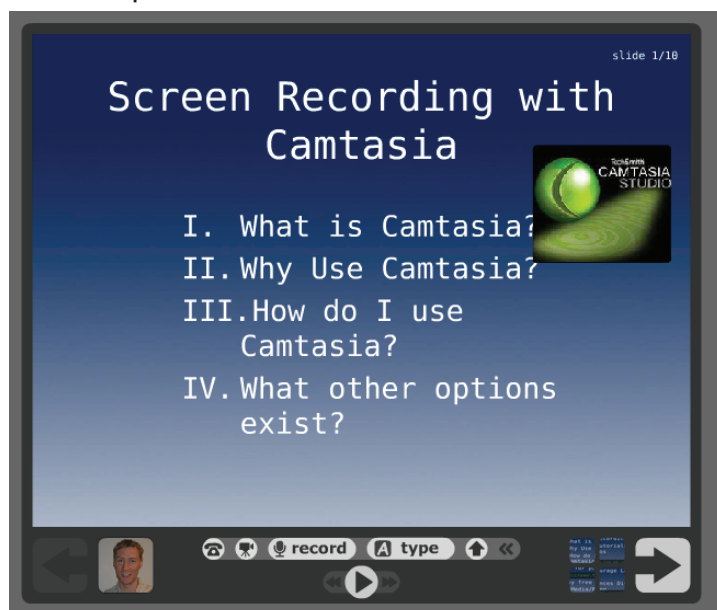 slide 1/10
Screen Recording with
Camtasia
TechSmith
CAMTASIA
STUDIO
I. What is Camtasia?
II. Why Use Camtasia?
III.How do I use
Camtasia?
IV. What other options
exist?
record
A type